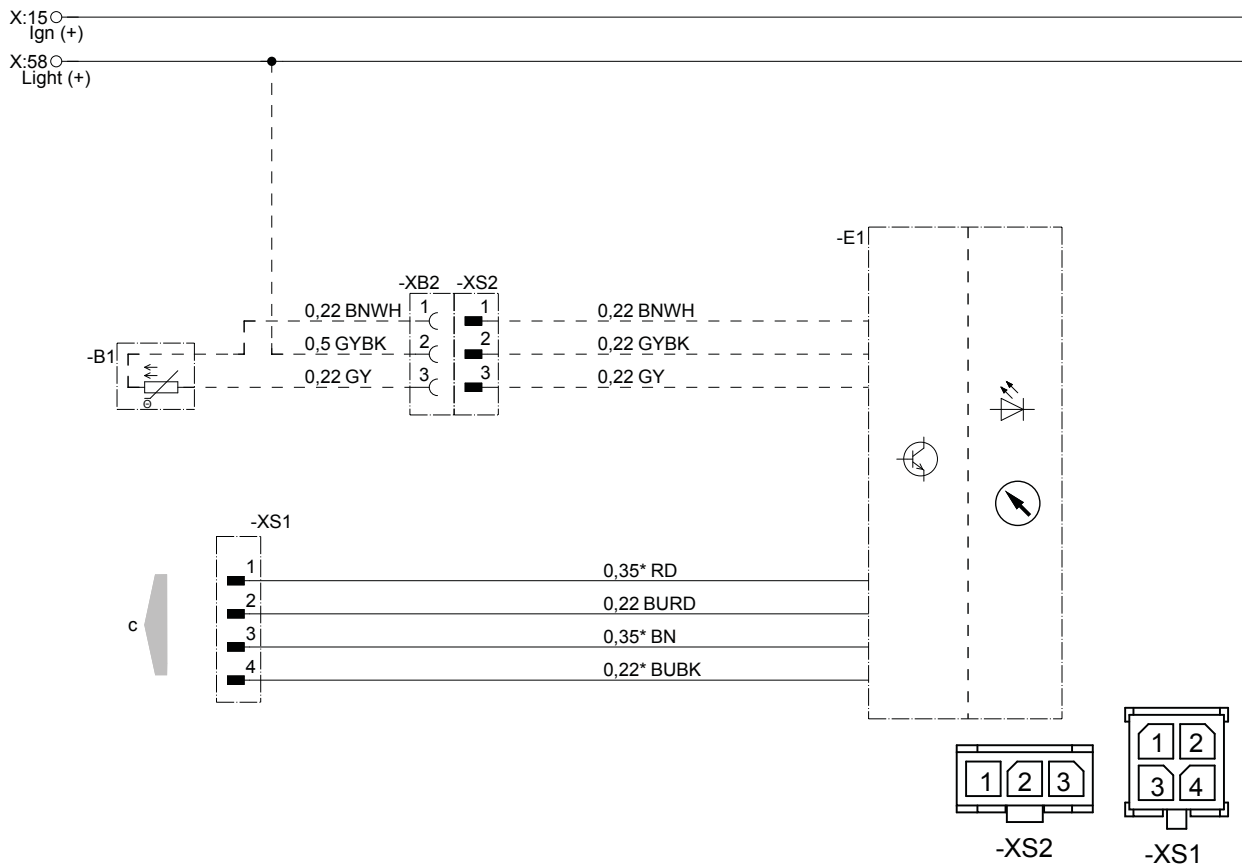 X:15
Ign (+)
X:58
Light (+)
-E1
-XB2 -XS2
0,22 BNWH 1 1 0,22 BNWH
-B1 0,5 GYBK 2 2 0,22 GYBK
0,22 GY 3 3 0,22 GY
Θ
-XS1
1 0,35* RD
2 0,22 BURD
c
3 0,35* BN
4 0,22* BUBK
1 2
1 2 3
3 4
-XS2
-XS1